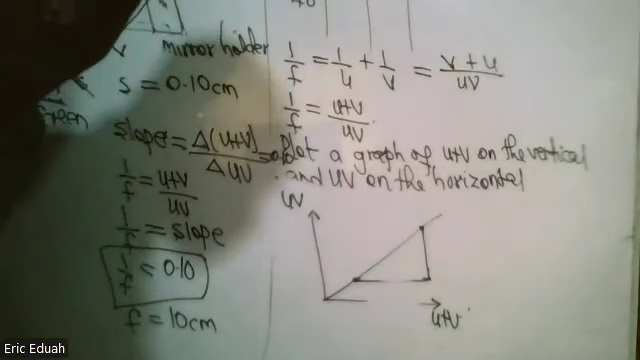 mirror holder
v
s = 0.10cm
slope = Δ(u+v) / Δuv
1/f = u+v / uv
1/f = slope
1/f = 0.10
f = 10cm
1/f = 1/u + 1/v = v+u / uv
1/f = u+v / uv
Plot a graph of u+v on the vertical
and uv on the horizontal
uv
u+v
Eric Eduah